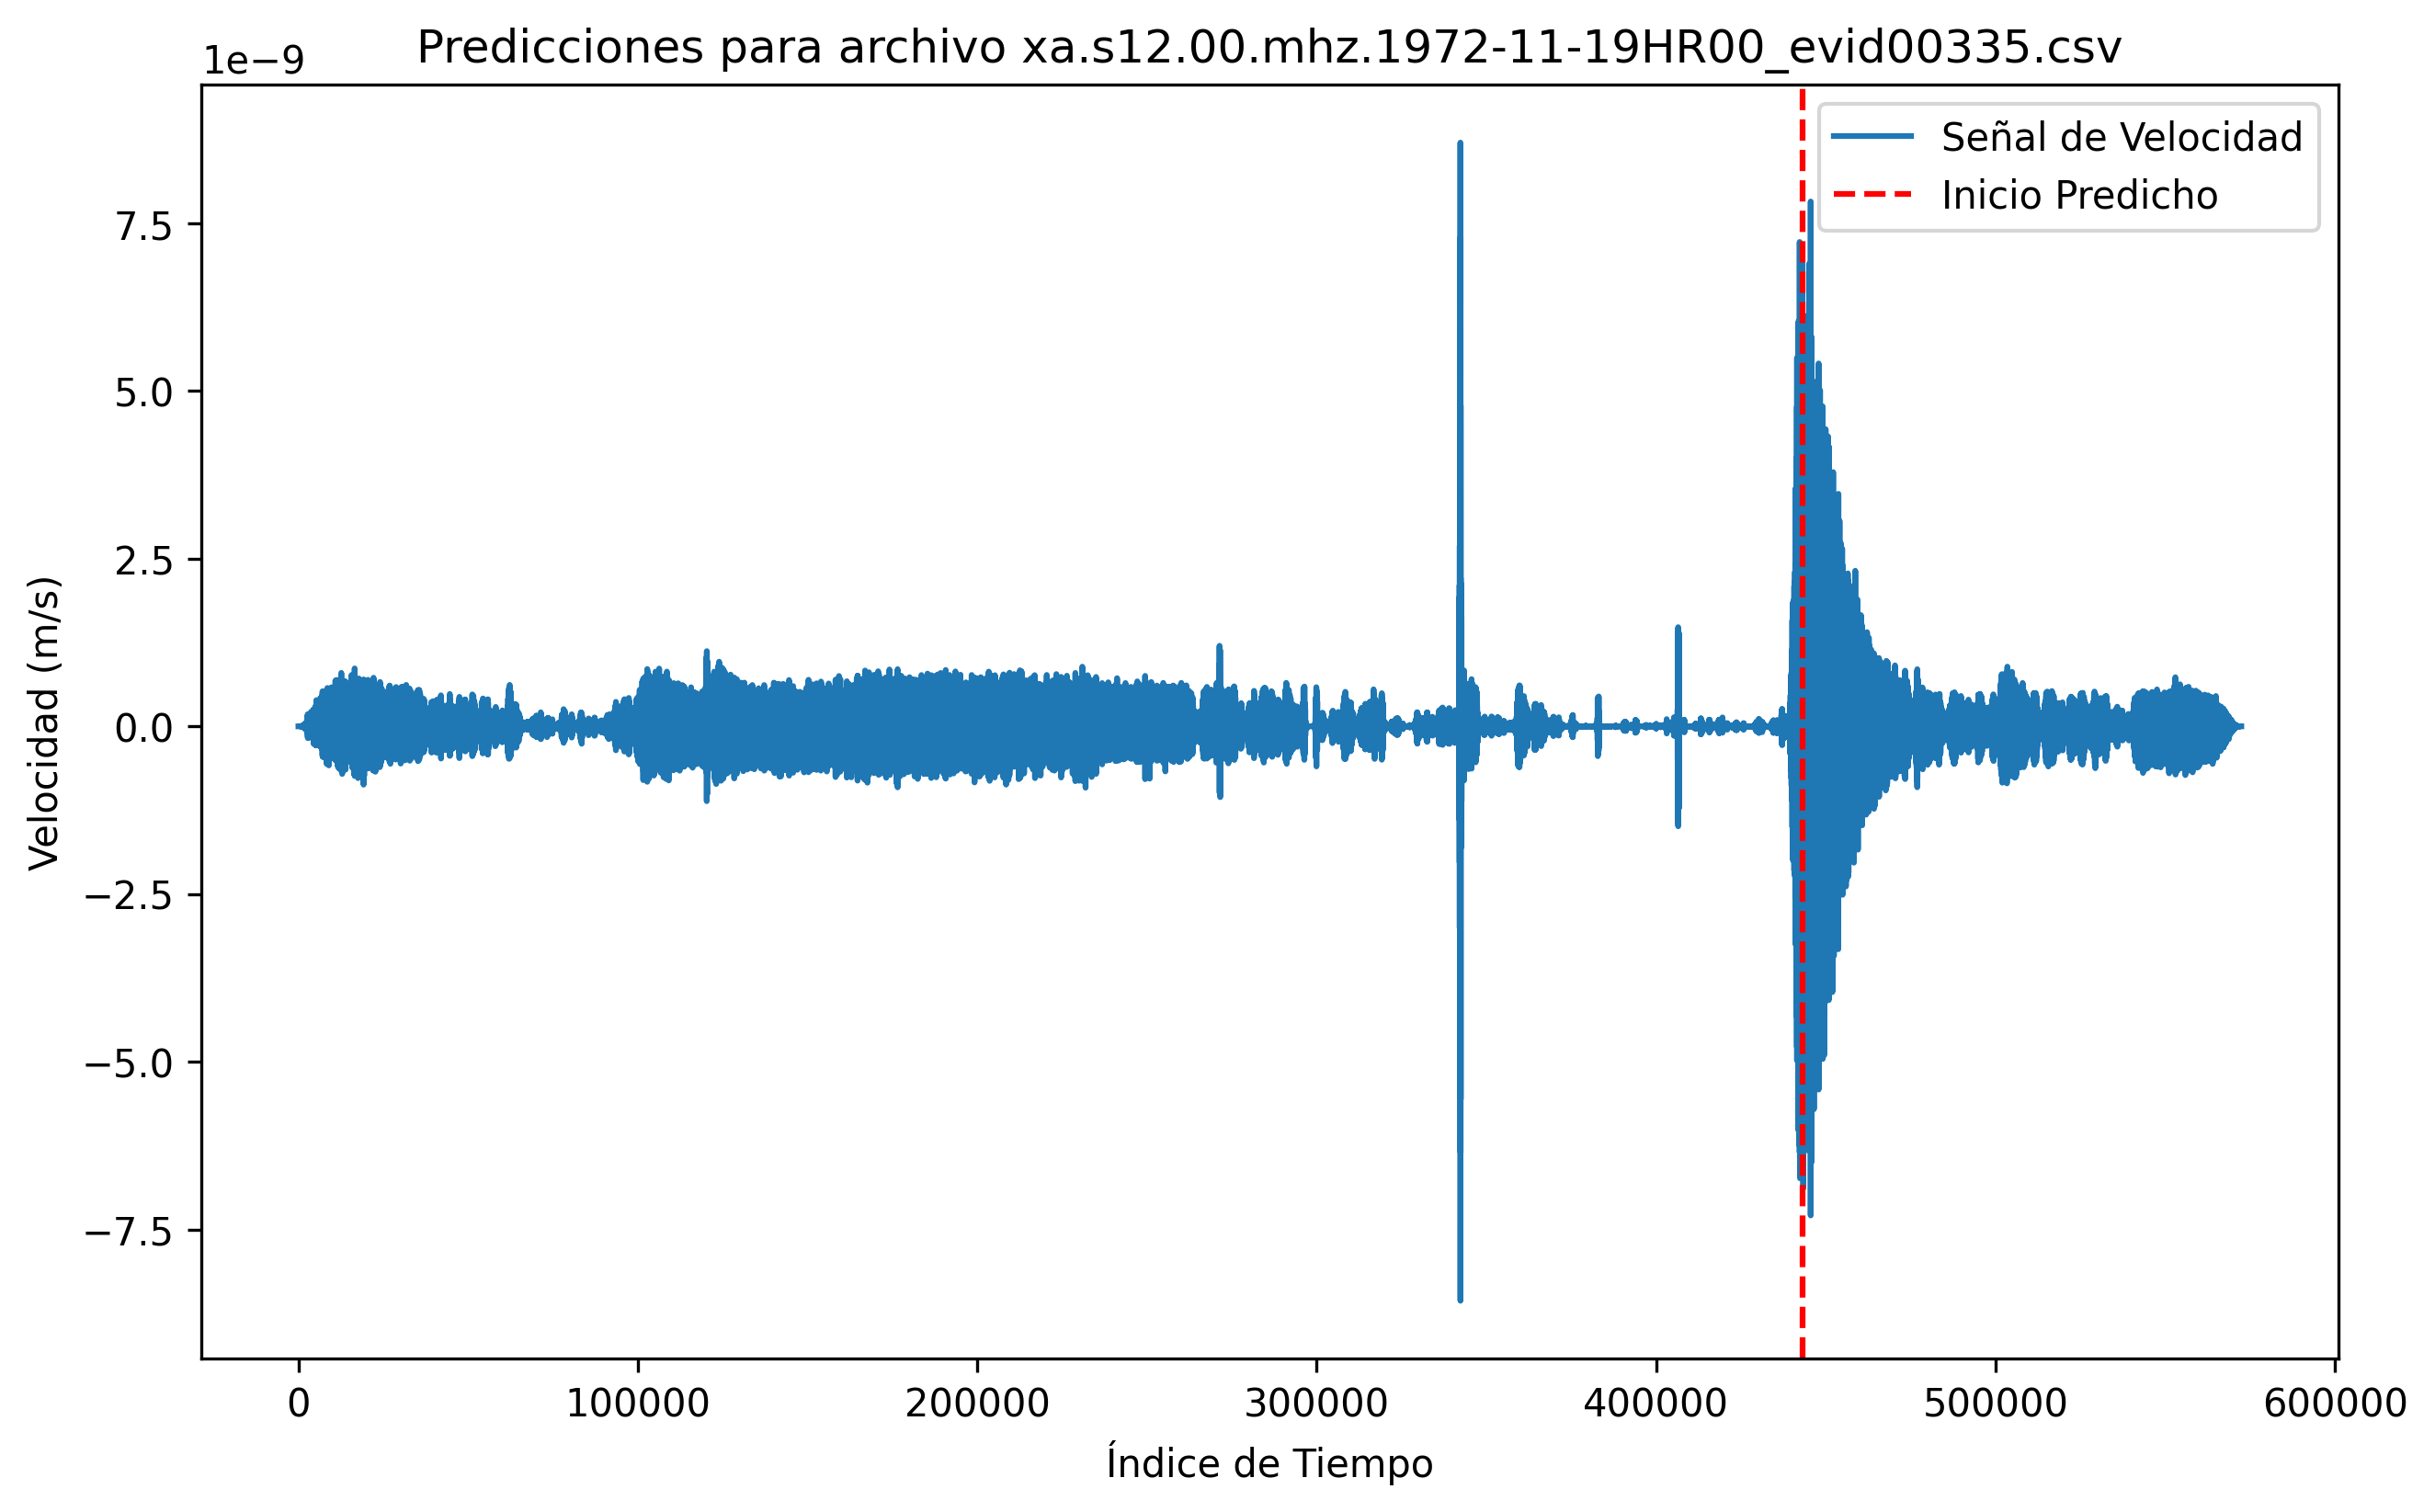 Predicciones para archivo xa.s12.00.mhz.1972-11-19HR00_evid00335.csv
1e−9
Señal de Velocidad
Inicio Predicho
7.5
5.0
2.5
0.0
−2.5
−5.0
−7.5
Velocidad (m/s)
0 100000 200000 300000 400000 500000 600000
Índice de Tiempo